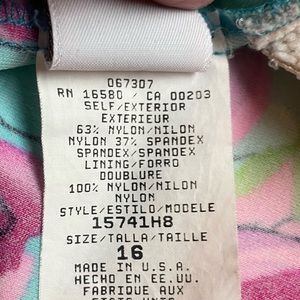 067307
RN 16580 / CA 00203
SELF/EXTERIOR
EXTERIEUR
63% NYLON/NILON
NYLON 37% SPANDEX
SPANDEX/SPANDEX
LINING/FORRO
DOUBLURE
100% NYLON/NILON
NYLON
STYLE/ESTILO/MODELE
15741H8
SIZE/TALLA/TAILLE
16
MADE IN U.S.A.
HECHO EN EE.UU.
FABRIQUE AUX
ETATS UNIS